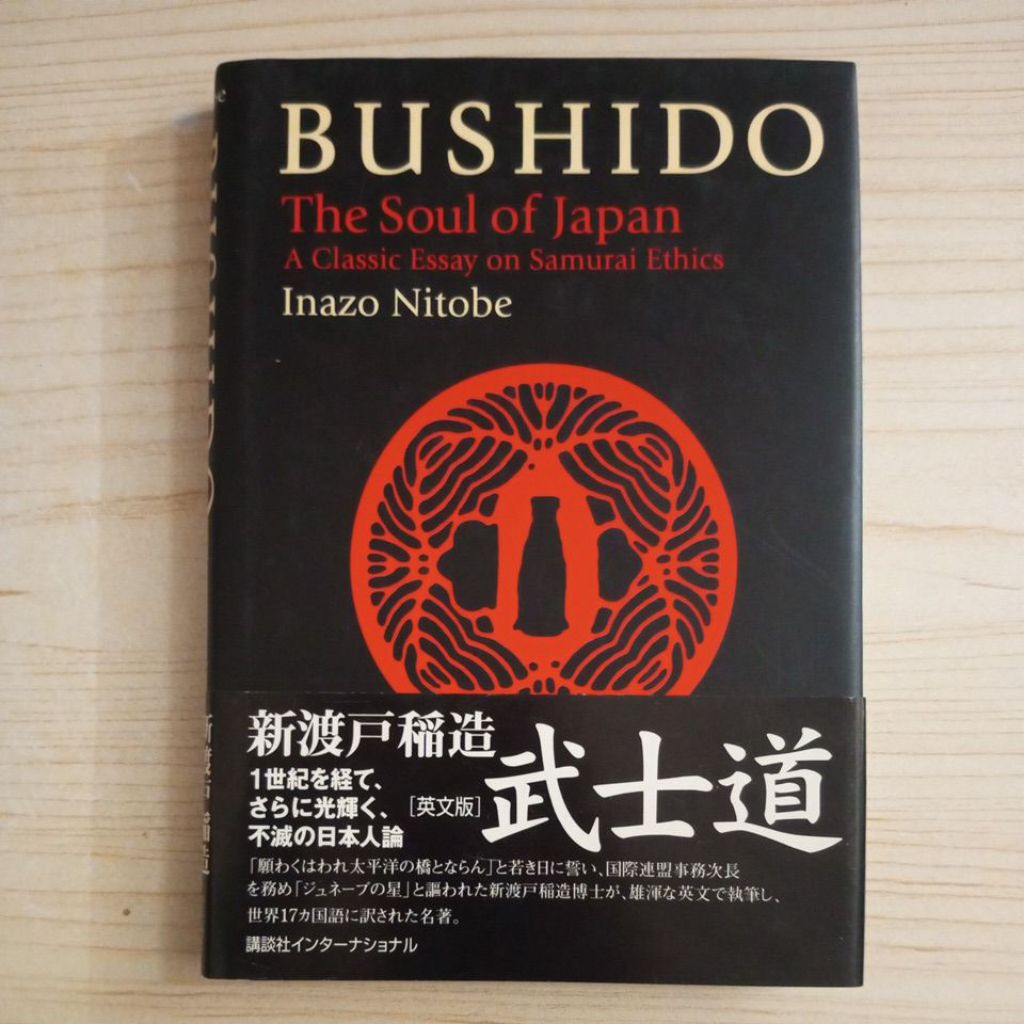 BUSHIDO
The Soul of Japan
A Classic Essay on Samurai Ethics
Inazo Nitobe
新渡戸稲造
武士道
1世紀を経て、
さらに光輝く、
不滅の日本人論
［英文版］
「願わくはわれ太平洋の橋とならん」と若き日に誓い、国際連盟事務次長
を務め「ジュネーブの星」と謳われた新渡戸稲造博士が、雄渾な英文で執筆し、
世界17カ国語に訳された名著。
講談社インターナショナル
BUSHIDO
新渡戸稲造